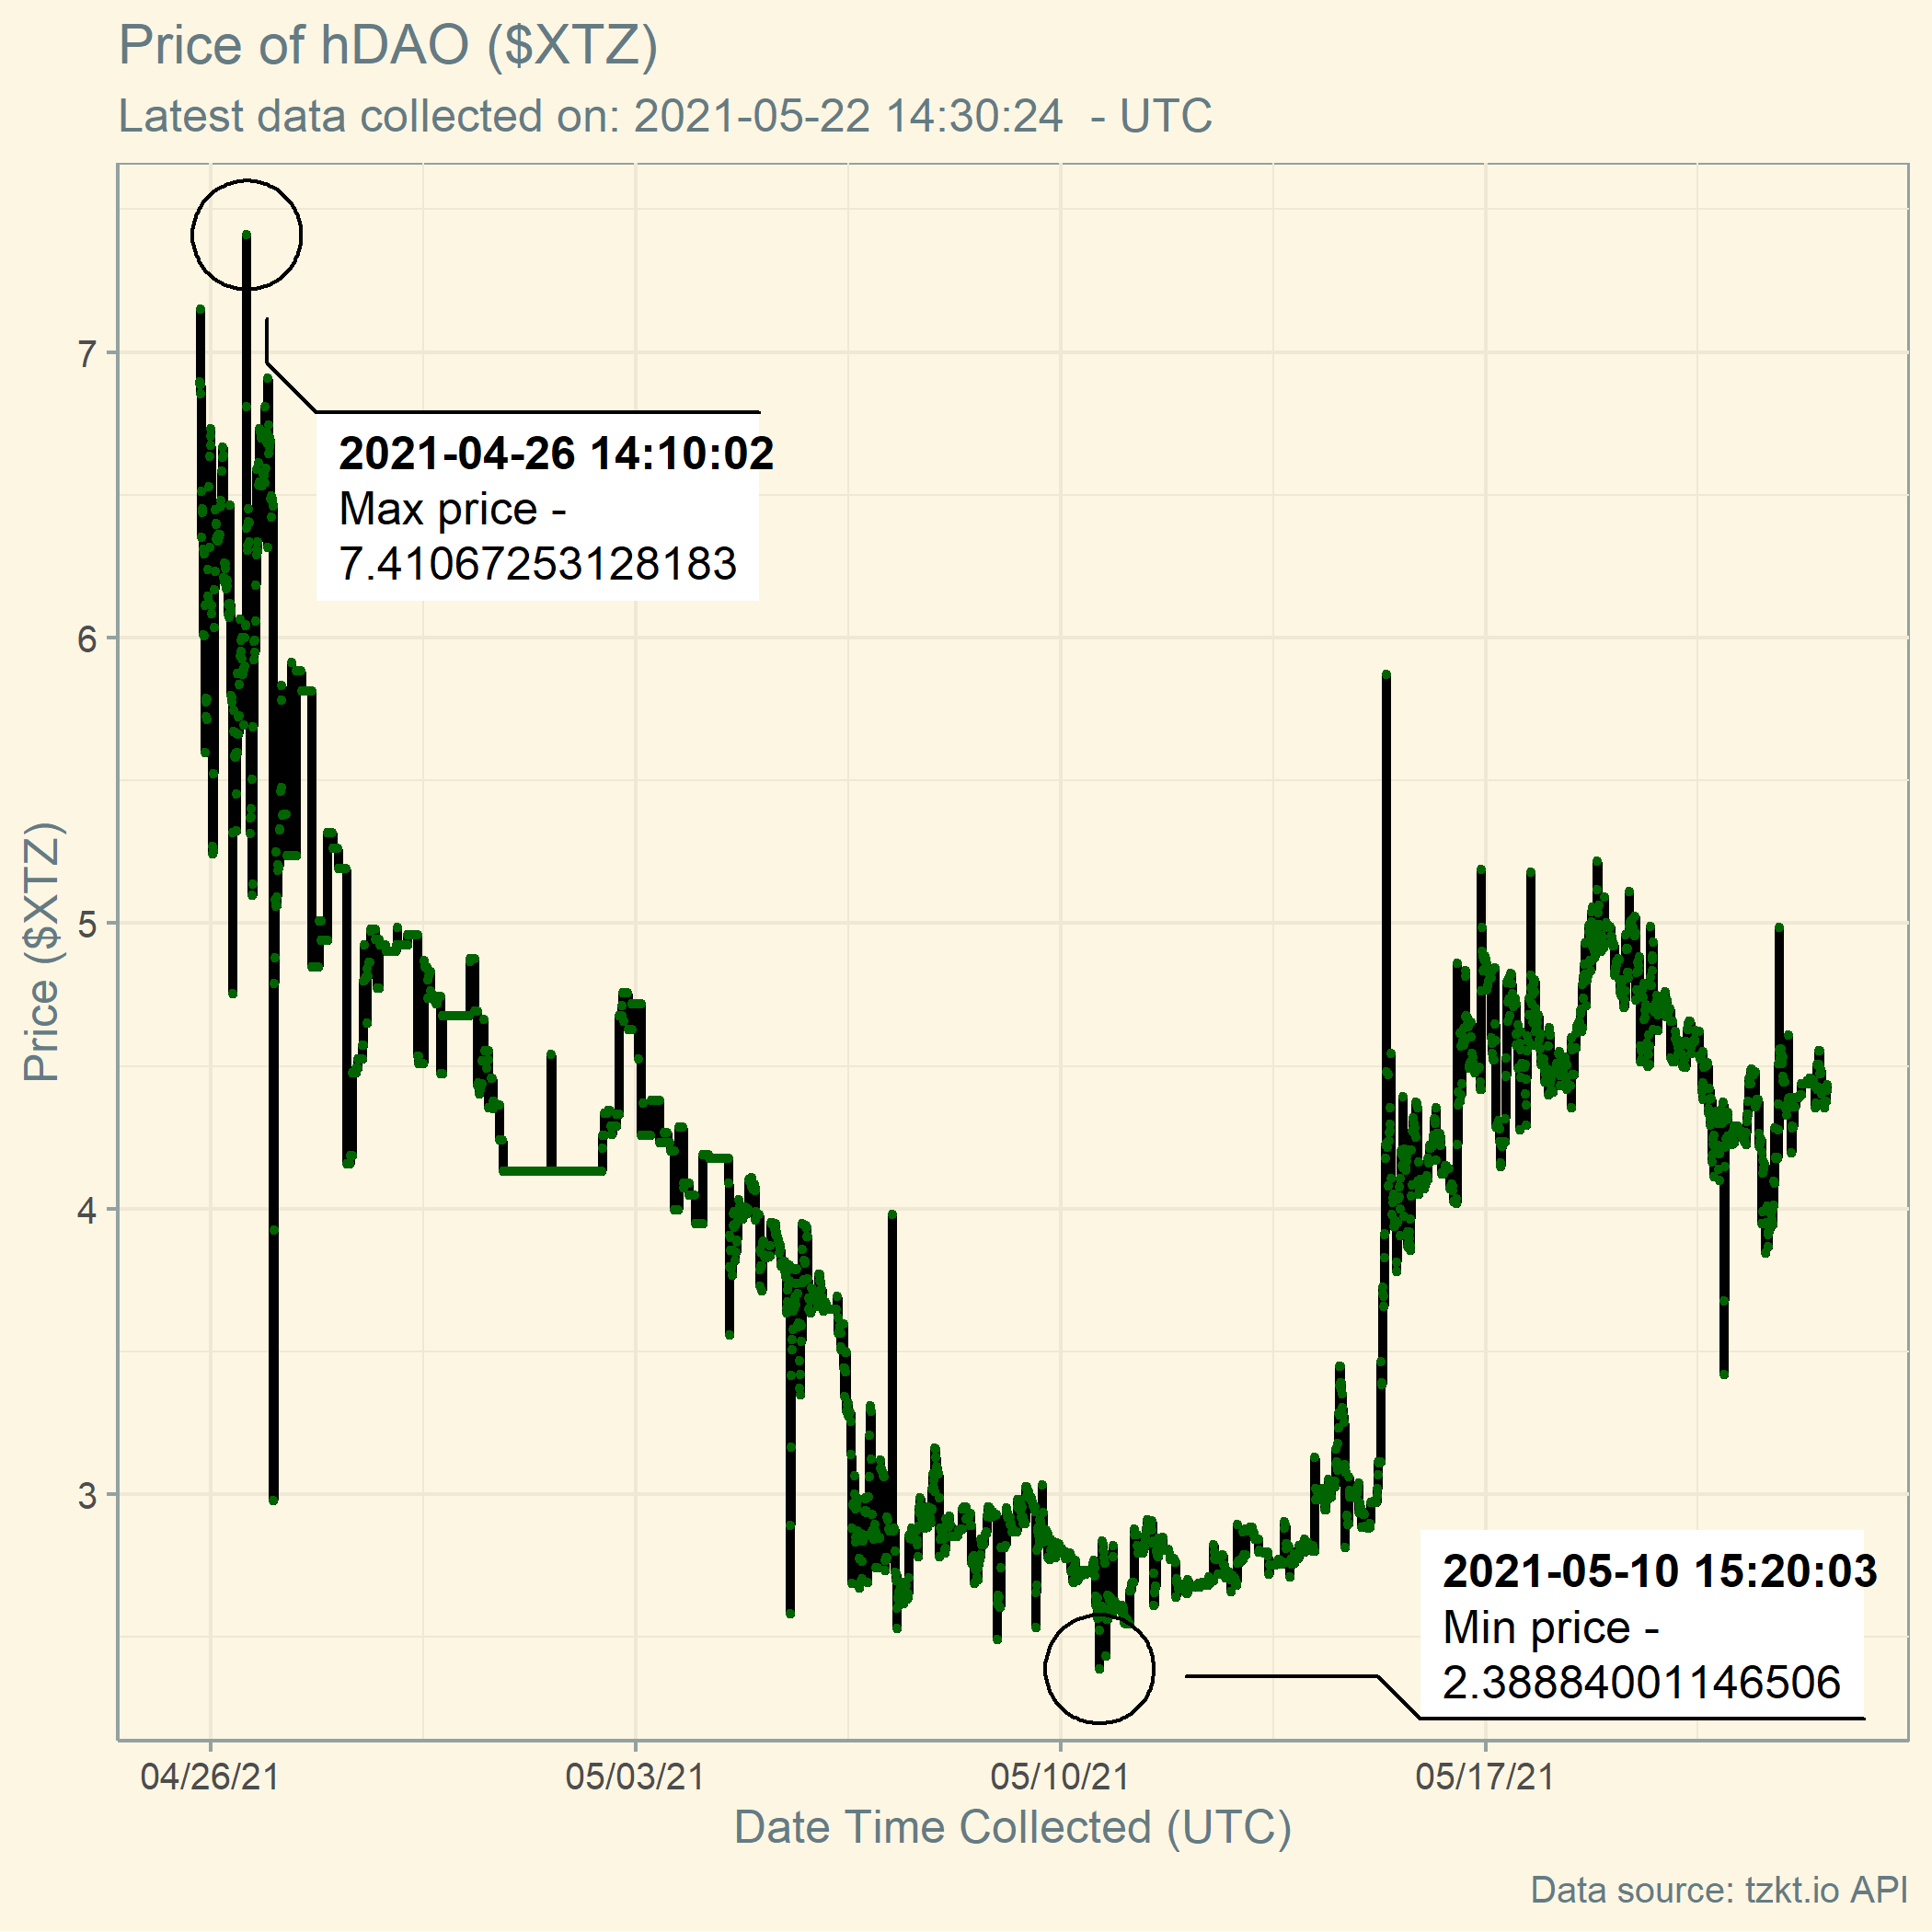 Price of hDAO ($XTZ)
Latest data collected on: 2021-05-22 14:30:24  - UTC
Price ($XTZ)
7
6
5
4
3
2021-04-26 14:10:02
Max price -
7.41067253128183
2021-05-10 15:20:03
Min price -
2.38884001146506
04/26/21
05/03/21
05/10/21
05/17/21
Date Time Collected (UTC)
Data source: tzkt.io API